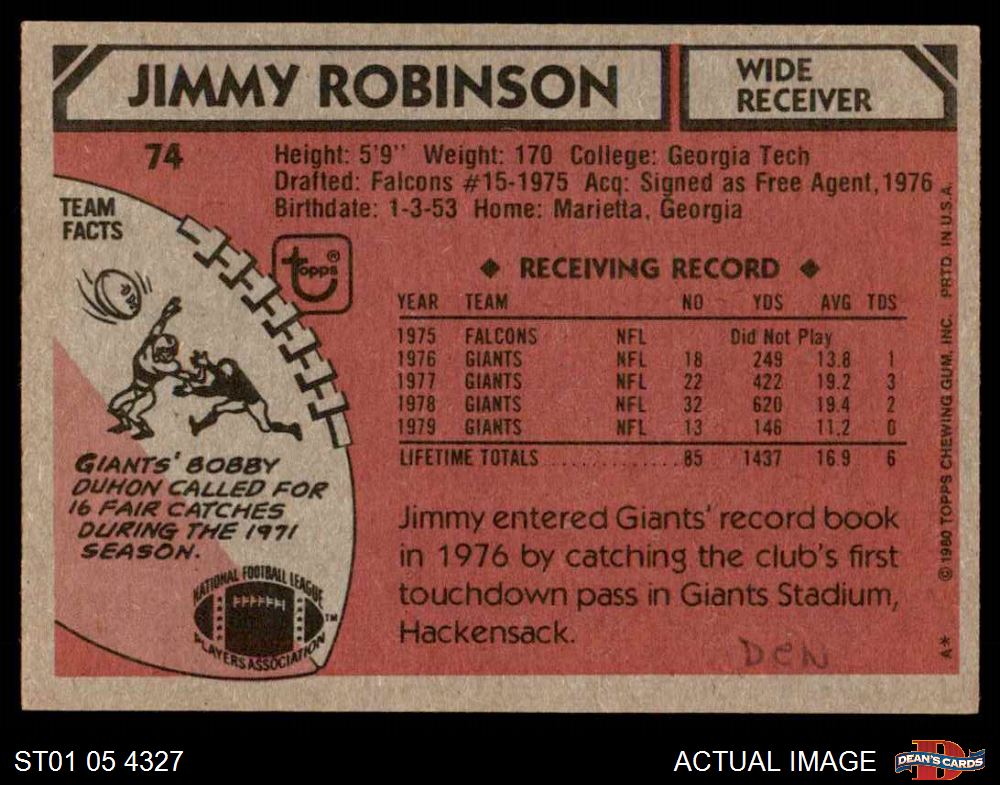 JIMMY ROBINSON
WIDE
RECEIVER
74
Height: 5'9" Weight: 170 College: Georgia Tech
Drafted: Falcons #15-1975 Acq: Signed as Free Agent, 1976
Birthdate: 1-3-53 Home: Marietta, Georgia
TEAM
FACTS
topps®
◆ RECEIVING RECORD ◆
YEAR TEAM NO YDS AVG TDS
1975 FALCONS NFL Did Not Play
1976 GIANTS NFL 18 249 13.8 1
1977 GIANTS NFL 22 422 19.2 3
1978 GIANTS NFL 32 620 19.4 2
1979 GIANTS NFL 13 146 11.2 0
LIFETIME TOTALS ................ 85 1437 16.9 6
GIANTS' BOBBY
DUHON CALLED FOR
16 FAIR CATCHES
DURING THE 1971
SEASON.
Jimmy entered Giants' record book
in 1976 by catching the club's first
touchdown pass in Giants Stadium,
Hackensack.
NATIONAL FOOTBALL LEAGUE
PLAYERS ASSOCIATION
TM
DeN
A* © 1980 TOPPS CHEWING GUM, INC. PRTD. IN U.S.A.
ST01 05 4327
ACTUAL IMAGE
D
DEAN'S CARDS